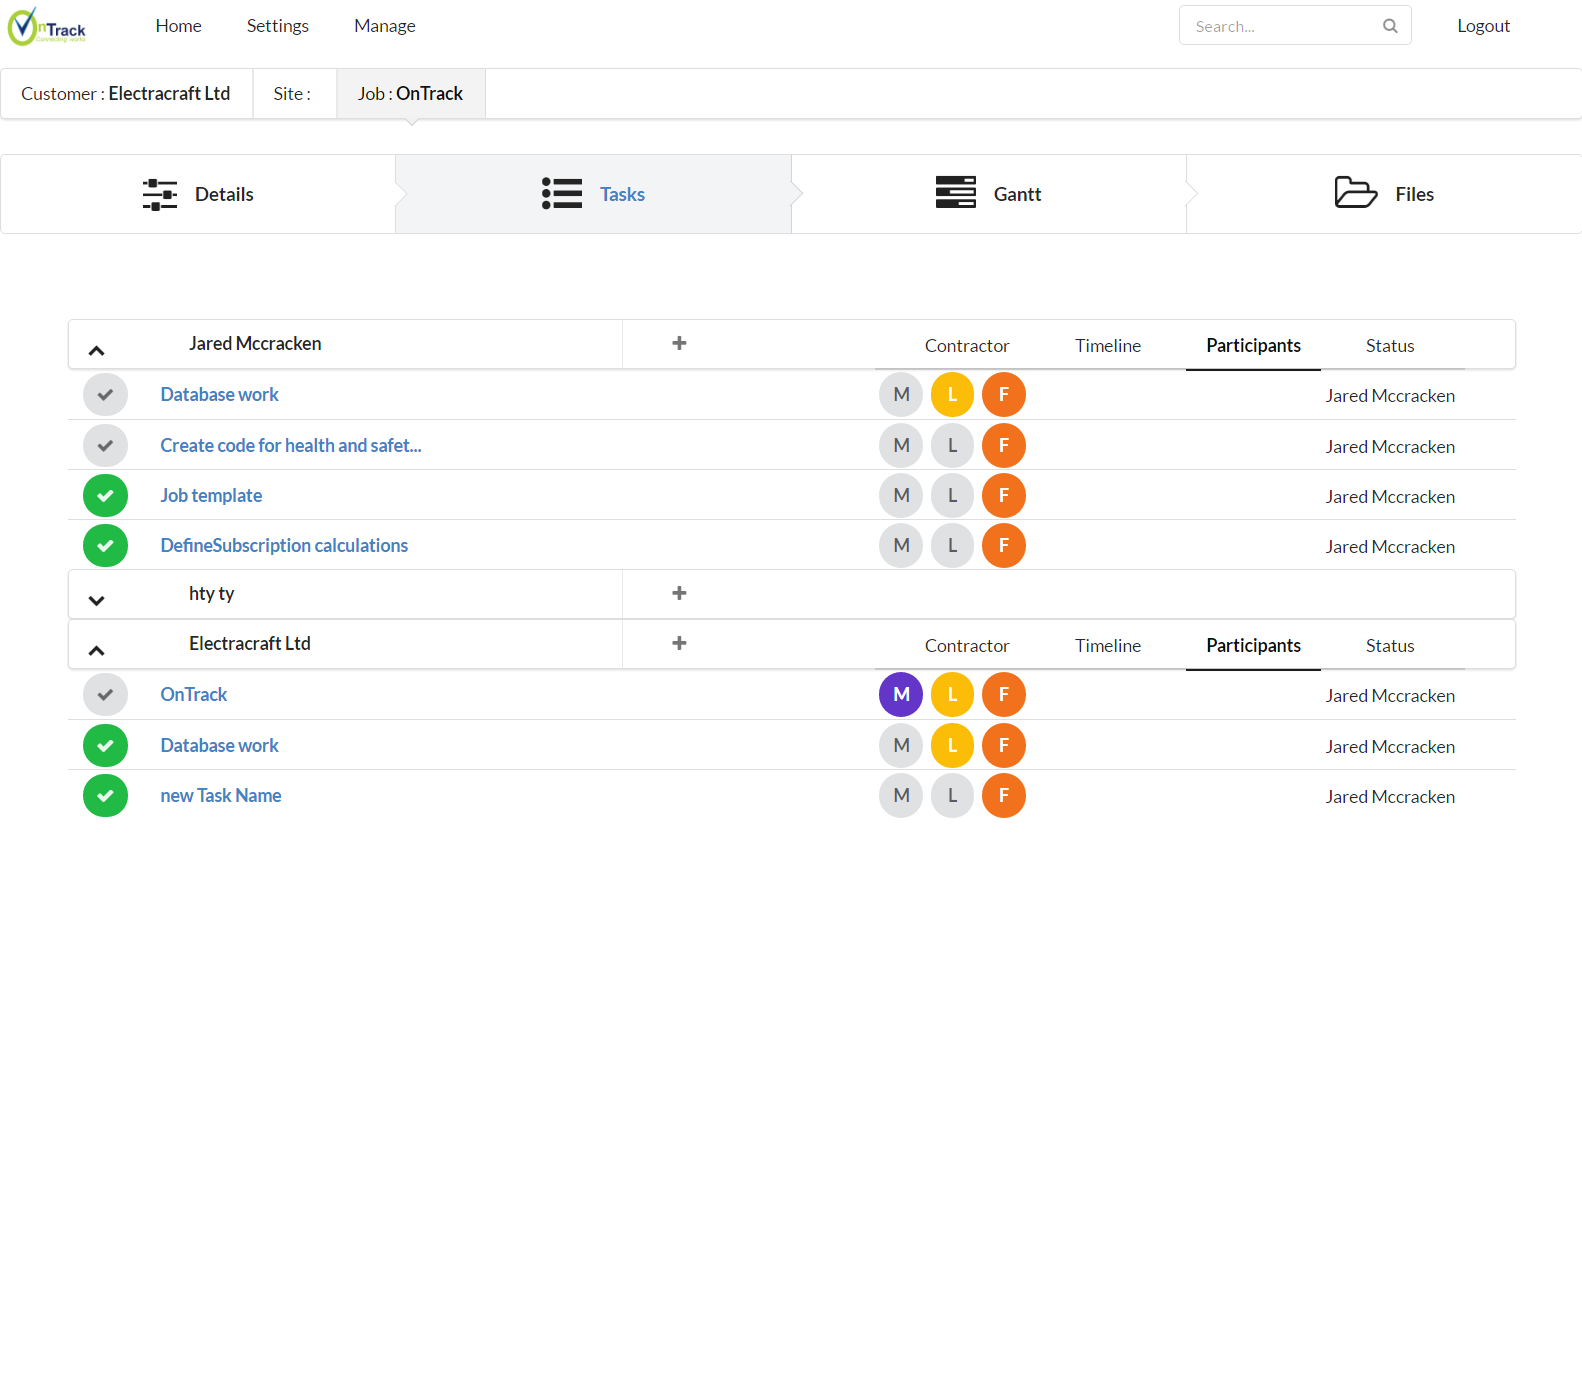 OnTrack
Connecting works
Home Settings Manage Search... Logout
Customer : Electracraft Ltd Site : Job : OnTrack
Details Tasks Gantt Files
Jared Mccracken + Contractor Timeline Participants Status
Database work M L F Jared Mccracken
Create code for health and safet... M L F Jared Mccracken
Job template M L F Jared Mccracken
DefineSubscription calculations M L F Jared Mccracken
hty ty +
Electracraft Ltd + Contractor Timeline Participants Status
OnTrack M L F Jared Mccracken
Database work M L F Jared Mccracken
new Task Name M L F Jared Mccracken